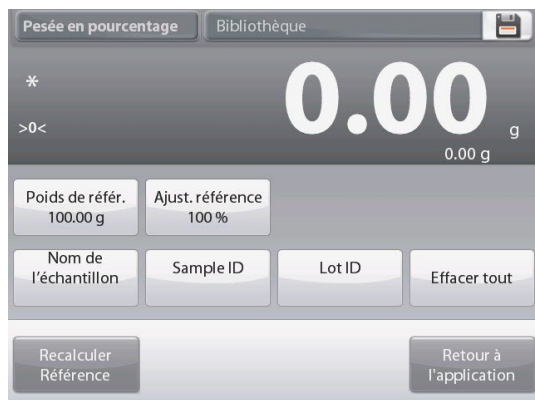 Pesée en pourcentage Bibliothèque
*
0.00 g
>0<
0.00 g
Poids de référ. Ajust. référence
100.00 g 100 %
Nom de
l'échantillon Sample ID Lot ID Effacer tout
Recalculer Retour à
Référence l'application